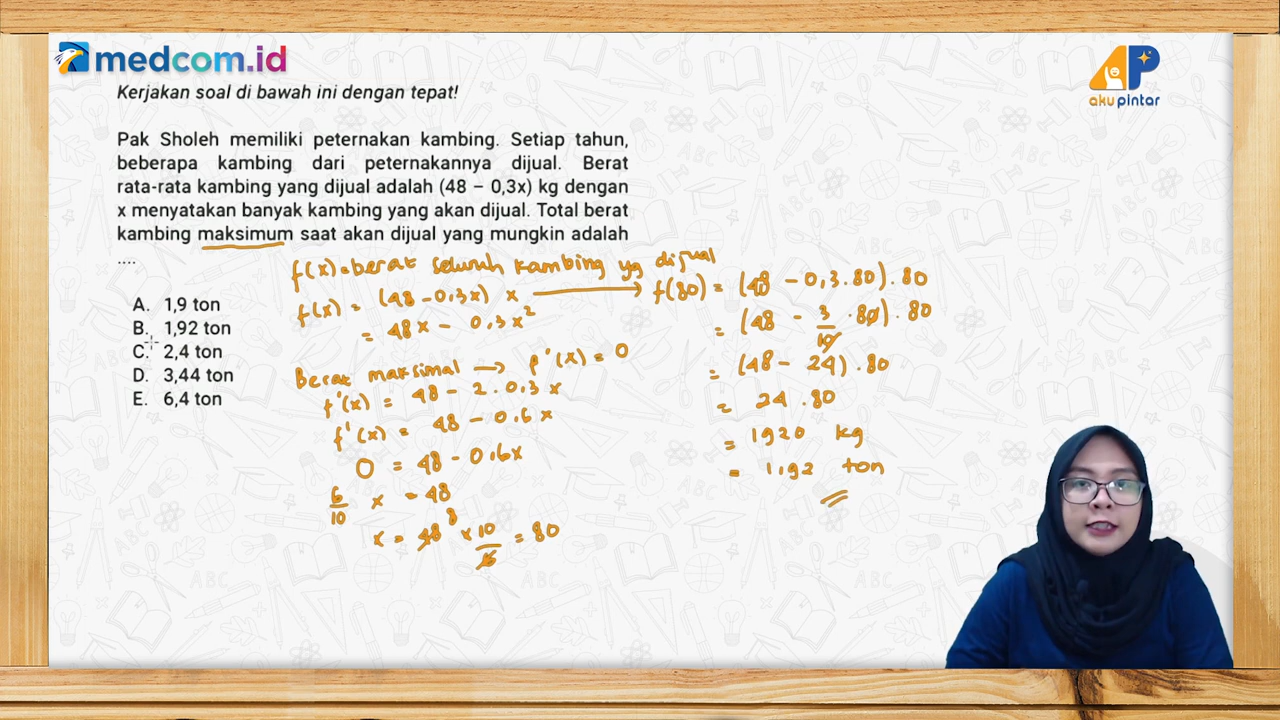 medcom.id
4P
aku pintar
Kerjakan soal di bawah ini dengan tepat!
Pak Sholeh memiliki peternakan kambing. Setiap tahun,
beberapa kambing dari peternakannya dijual. Berat
rata-rata kambing yang dijual adalah (48 – 0,3x) kg dengan
x menyatakan banyak kambing yang akan dijual. Total berat
kambing maksimum saat akan dijual yang mungkin adalah
....
A. 1,9 ton
B. 1,92 ton
C. 2,4 ton
D. 3,44 ton
E. 6,4 ton
f(x) = berat seluruh kambing yg dijual
f(x) = (48 - 0,3x) x
= 48x - 0,3x²
Berat maksimal → f'(x) = 0
f'(x) = 48 - 2.0,3 x
f'(x) = 48 - 0.6 x
0 = 48 - 0,6x
6/10 x = 48
x = 48 8 x 10/6 = 80
→ f(80) = (48 - 0,3.80).80
= (48 - 3/10 .80).80
= (48 - 24).80
= 24.80
= 1920 kg
= 1,92 ton